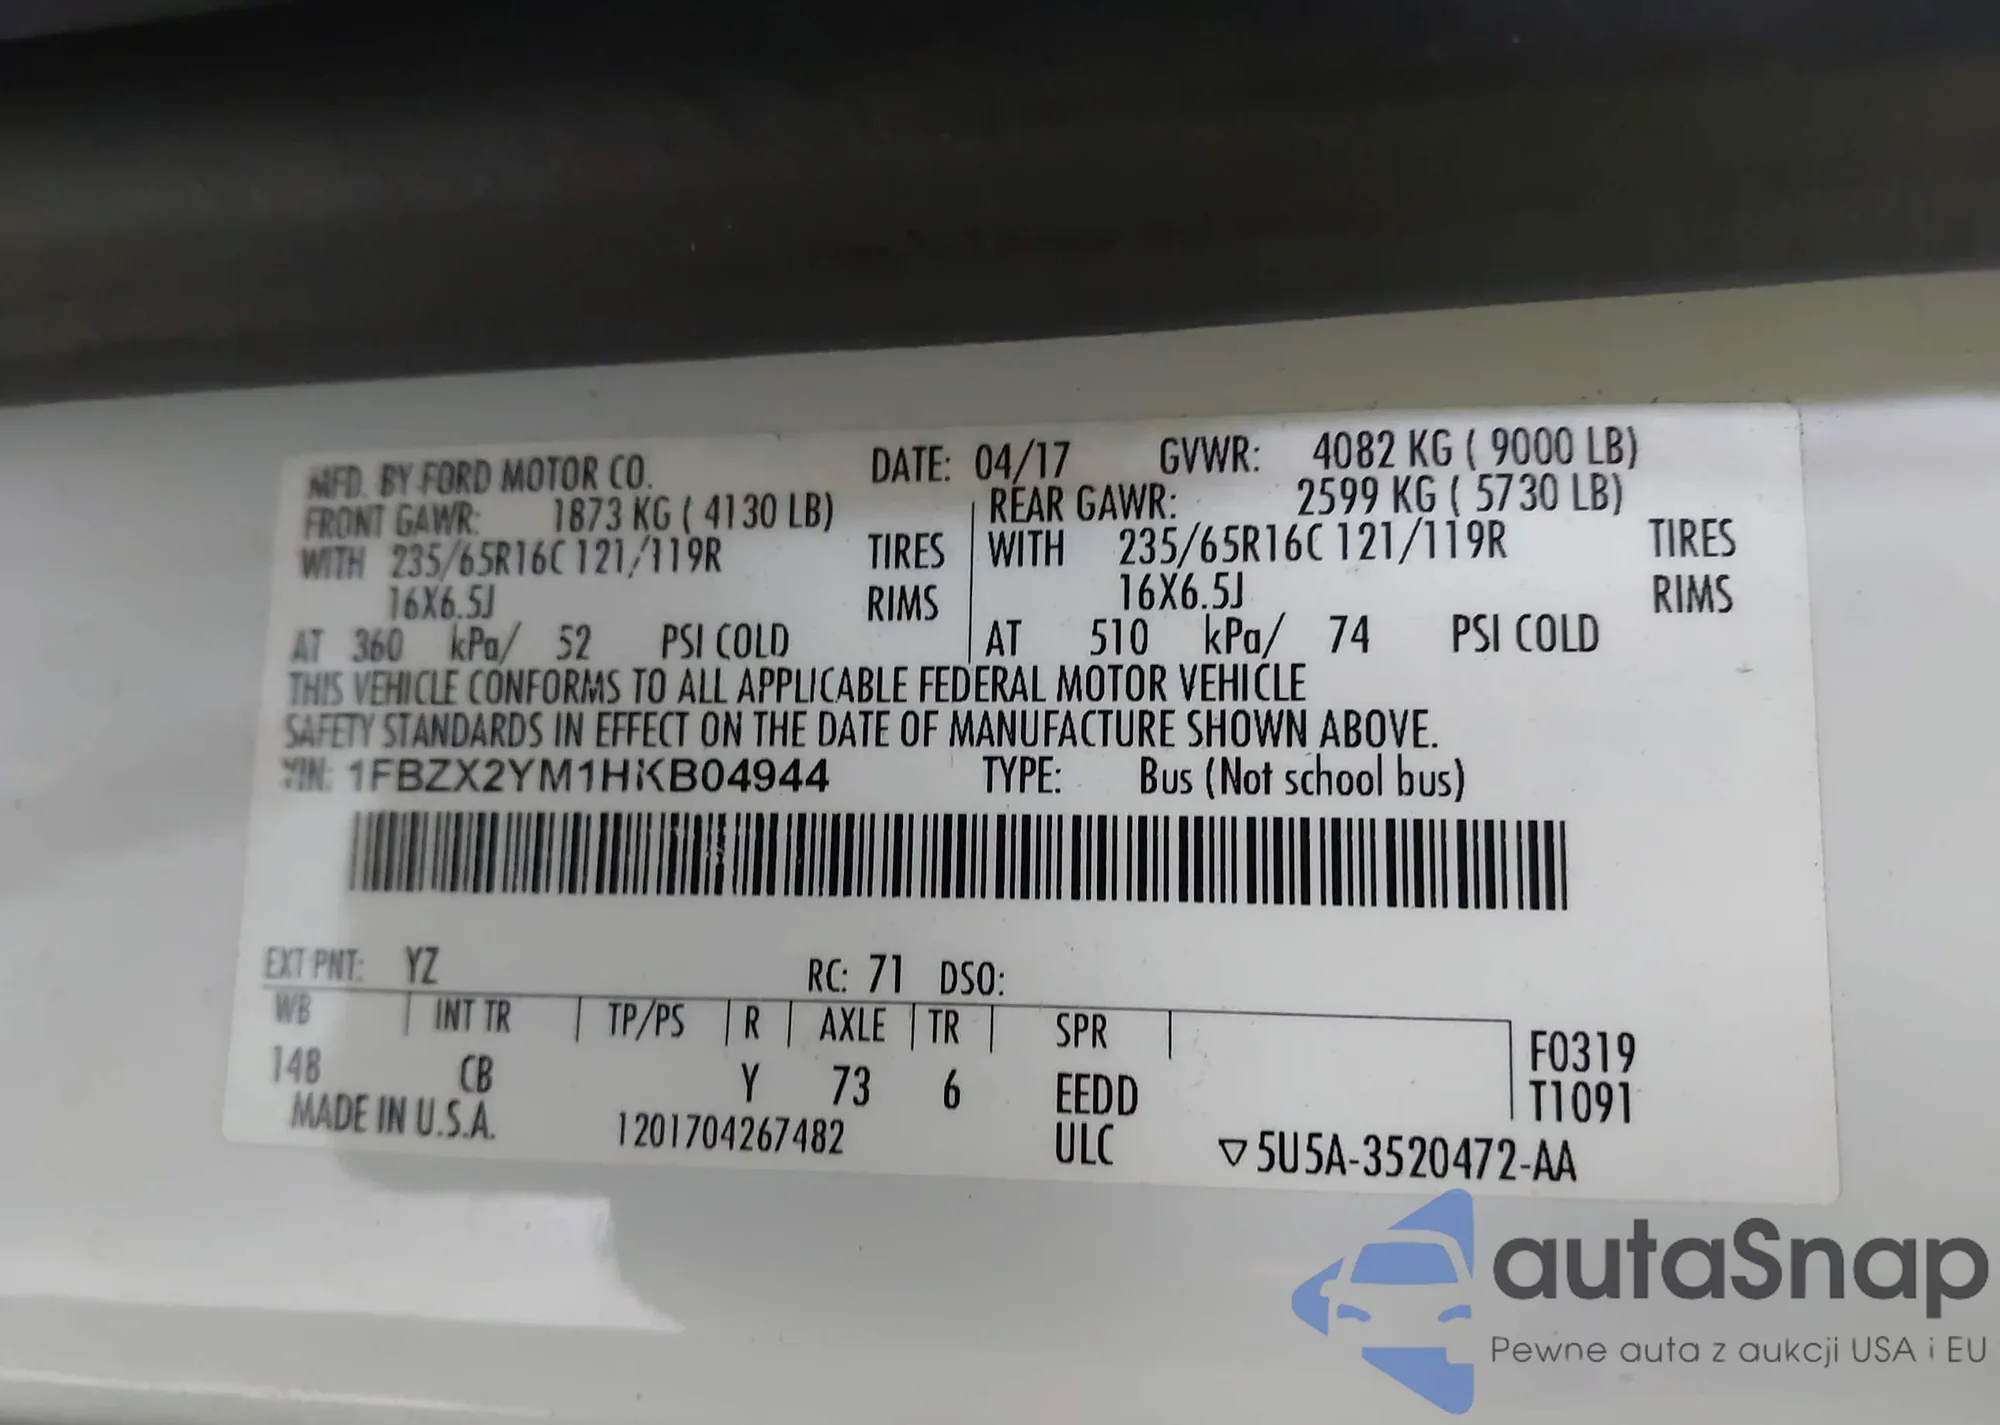 MFD. BY FORD MOTOR CO. DATE: 04/17 GVWR: 4082 KG ( 9000 LB)
FRONT GAWR: 1873 KG ( 4130 LB) REAR GAWR: 2599 KG ( 5730 LB)
WITH 235/65R16C 121/119R TIRES WITH 235/65R16C 121/119R TIRES
16X6.5J RIMS 16X6.5J RIMS
AT 360 kPa/ 52 PSI COLD AT 510 kPa/ 74 PSI COLD
THIS VEHICLE CONFORMS TO ALL APPLICABLE FEDERAL MOTOR VEHICLE
SAFETY STANDARDS IN EFFECT ON THE DATE OF MANUFACTURE SHOWN ABOVE.
VIN: 1FBZX2YM1HKB04944 TYPE: Bus (Not school bus)
EXT PNT: YZ RC: 71 DSO:
WB INT TR TP/PS R AXLE TR SPR
148 CB Y 73 6 EEDD
F0319
T1091
MADE IN U.S.A. 1201704267482 ULC ▽5U5A-3520472-AA
autaSnap
Pewne auta z aukcji USA i EU